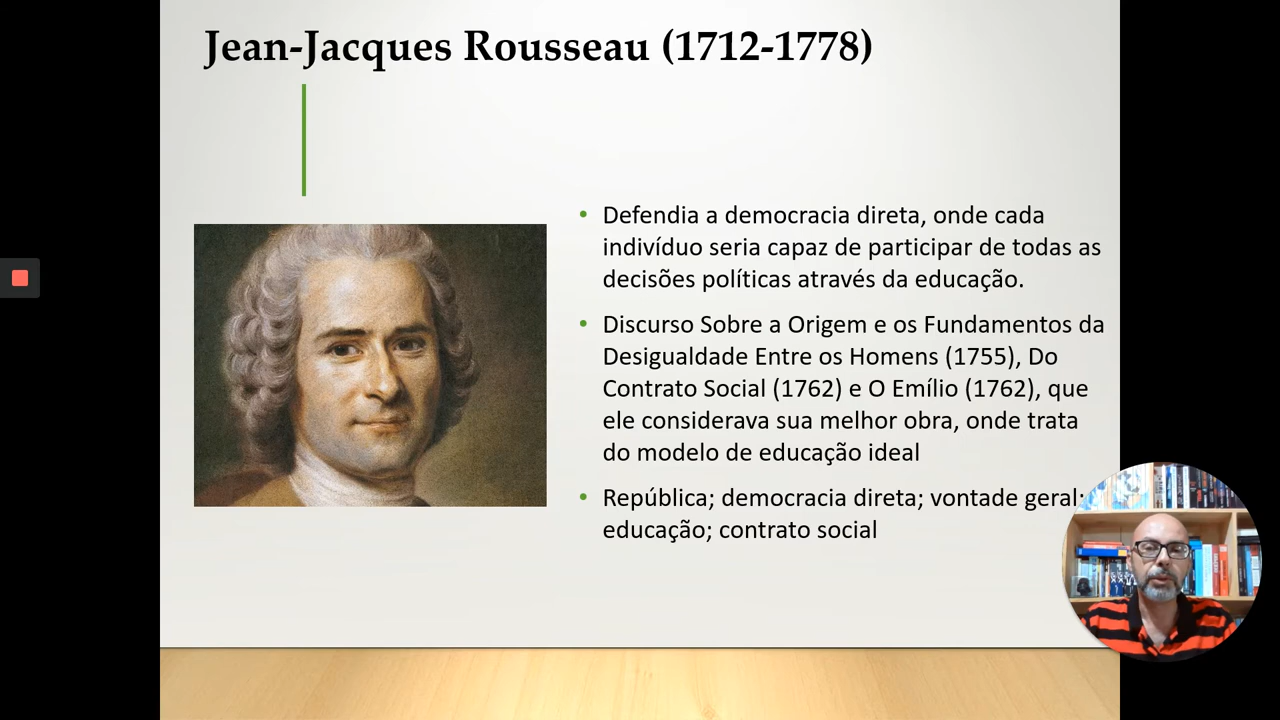 Jean-Jacques Rousseau (1712-1778)
Defendia a democracia direta, onde cada
indivíduo seria capaz de participar de todas as
decisões políticas através da educação.
Discurso Sobre a Origem e os Fundamentos da
Desigualdade Entre os Homens (1755), Do
Contrato Social (1762) e O Emílio (1762), que
ele considerava sua melhor obra, onde trata
do modelo de educação ideal
República; democracia direta; vontade geral;
educação; contrato social